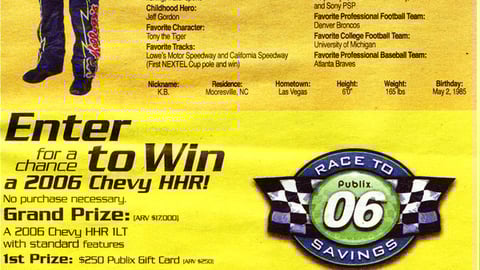 Childhood Hero:
Jeff Gordon
Favorite Character:
Tony the Tiger
Favorite Tracks:
Lowe's Motor Speedway and California Speedway
(First NEXTEL Cup pole and win)
and Sony PSP
Favorite Professional Football Team:
Denver Broncos
Favorite College Football Team:
University of Michigan
Favorite Professional Baseball Team:
Atlanta Braves
Nickname: Residence: Hometown: Height: Weight: Birthday:
K.B. Mooresville, NC Las Vegas 6'0" 165 lbs May 2, 1985
Enter
for a
chance to Win
a 2006 Chevy HHR!
No purchase necessary.
Grand Prize: (ARV $17,000)
A 2006 Chevy HHR 1LT
with standard features
1st Prize: $250 Publix Gift Card (ARV $250)
RACE TO
Publix
06
SAVINGS